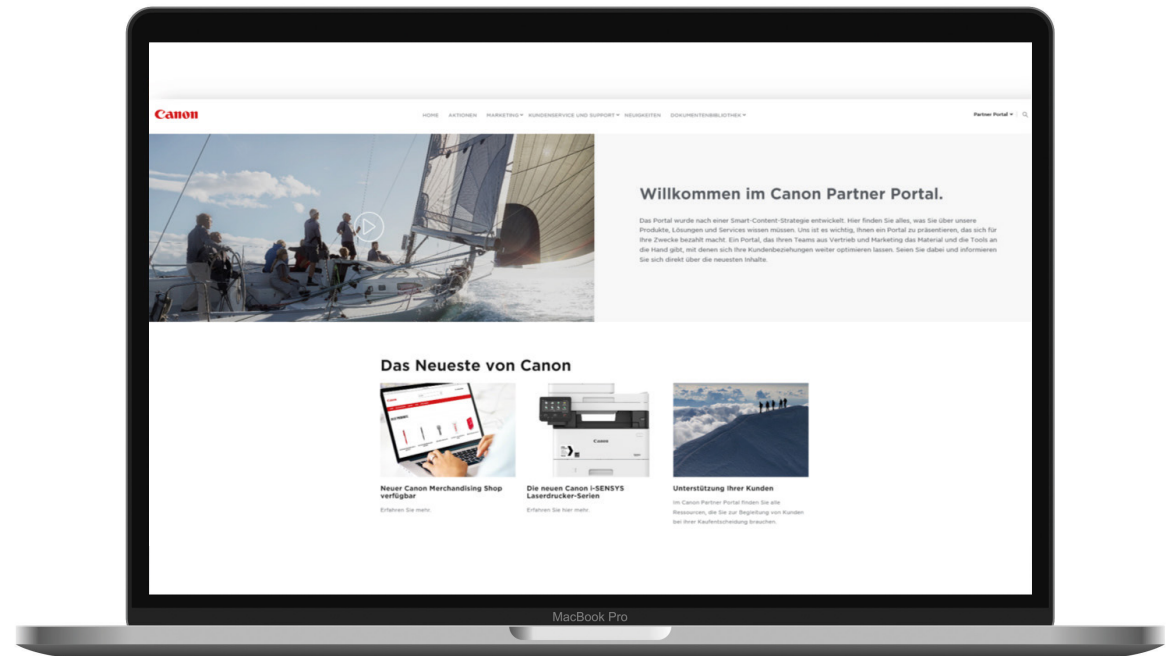 Canon
HOME AKTIONEN MARKETING KUNDENSERVICE UND SUPPORT NEUIGKEITEN DOKUMENTENBIBLIOTHEK
Partner Portal
Willkommen im Canon Partner Portal.
Das Portal wurde nach einer Smart-Content-Strategie entwickelt. Hier finden Sie alles, was Sie über unsere
Produkte, Lösungen und Services wissen müssen. Uns ist es wichtig, Ihnen ein Portal zu präsentieren, das sich für
Ihre Zwecke bezahlt macht. Ein Portal, das Ihren Teams aus Vertrieb und Marketing das Material und die Tools an
die Hand gibt, mit denen sich Ihre Kundenbeziehungen weiter optimieren lassen. Seien Sie dabei und informieren
Sie sich direkt über die neuesten Inhalte.
Das Neueste von Canon
Canon
Neuer Canon Merchandising Shop
verfügbar
Erfahren Sie mehr.
Die neuen Canon i-SENSYS
Laserdrucker-Serien
Erfahren Sie hier mehr.
Unterstützung Ihrer Kunden
Im Canon Partner Portal finden Sie alle
Ressourcen, die Sie zur Begleitung von Kunden
bei ihrer Kaufentscheidung brauchen.
MacBook Pro